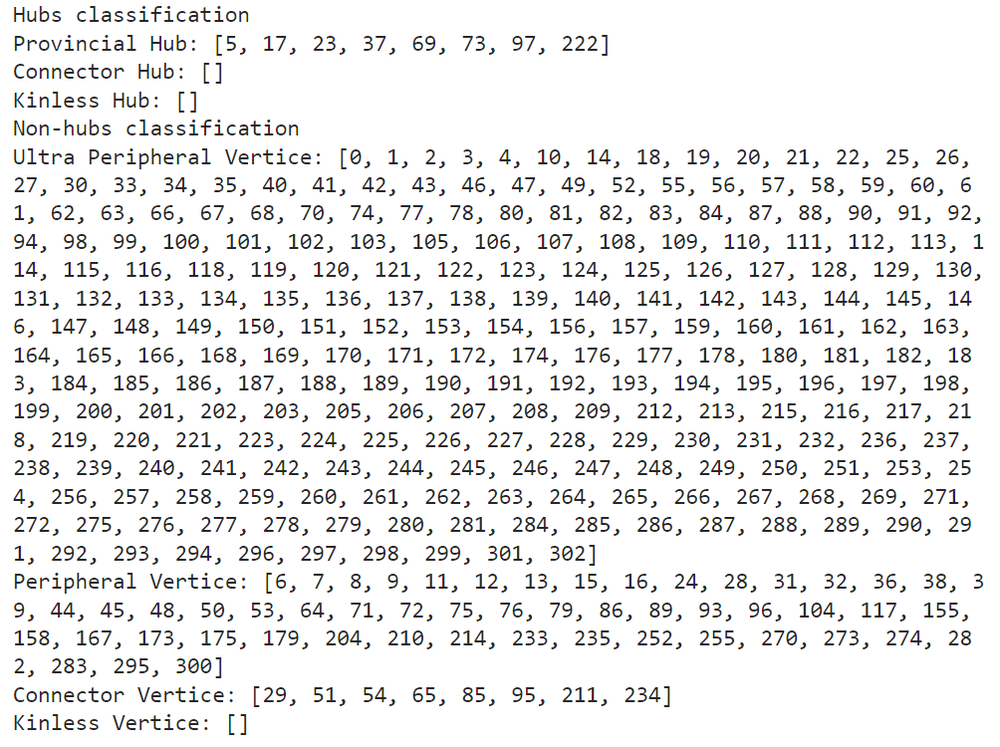 Hubs classification
Provincial Hub: [5, 17, 23, 37, 69, 73, 97, 222]
Connector Hub: []
Kinless Hub: []
Non-hubs classification
Ultra Peripheral Vertice: [0, 1, 2, 3, 4, 10, 14, 18, 19, 20, 21, 22, 25, 26,
27, 30, 33, 34, 35, 40, 41, 42, 43, 46, 47, 49, 52, 55, 56, 57, 58, 59, 60, 6
1, 62, 63, 66, 67, 68, 70, 74, 77, 78, 80, 81, 82, 83, 84, 87, 88, 90, 91, 92,
94, 98, 99, 100, 101, 102, 103, 105, 106, 107, 108, 109, 110, 111, 112, 113, 1
14, 115, 116, 118, 119, 120, 121, 122, 123, 124, 125, 126, 127, 128, 129, 130,
131, 132, 133, 134, 135, 136, 137, 138, 139, 140, 141, 142, 143, 144, 145, 14
6, 147, 148, 149, 150, 151, 152, 153, 154, 156, 157, 159, 160, 161, 162, 163,
164, 165, 166, 168, 169, 170, 171, 172, 174, 176, 177, 178, 180, 181, 182, 18
3, 184, 185, 186, 187, 188, 189, 190, 191, 192, 193, 194, 195, 196, 197, 198,
199, 200, 201, 202, 203, 205, 206, 207, 208, 209, 212, 213, 215, 216, 217, 21
8, 219, 220, 221, 223, 224, 225, 226, 227, 228, 229, 230, 231, 232, 236, 237,
238, 239, 240, 241, 242, 243, 244, 245, 246, 247, 248, 249, 250, 251, 253, 25
4, 256, 257, 258, 259, 260, 261, 262, 263, 264, 265, 266, 267, 268, 269, 271,
272, 275, 276, 277, 278, 279, 280, 281, 284, 285, 286, 287, 288, 289, 290, 29
1, 292, 293, 294, 296, 297, 298, 299, 301, 302]
Peripheral Vertice: [6, 7, 8, 9, 11, 12, 13, 15, 16, 24, 28, 31, 32, 36, 38, 3
9, 44, 45, 48, 50, 53, 64, 71, 72, 75, 76, 79, 86, 89, 93, 96, 104, 117, 155,
158, 167, 173, 175, 179, 204, 210, 214, 233, 235, 252, 255, 270, 273, 274, 28
2, 283, 295, 300]
Connector Vertice: [29, 51, 54, 65, 85, 95, 211, 234]
Kinless Vertice: []